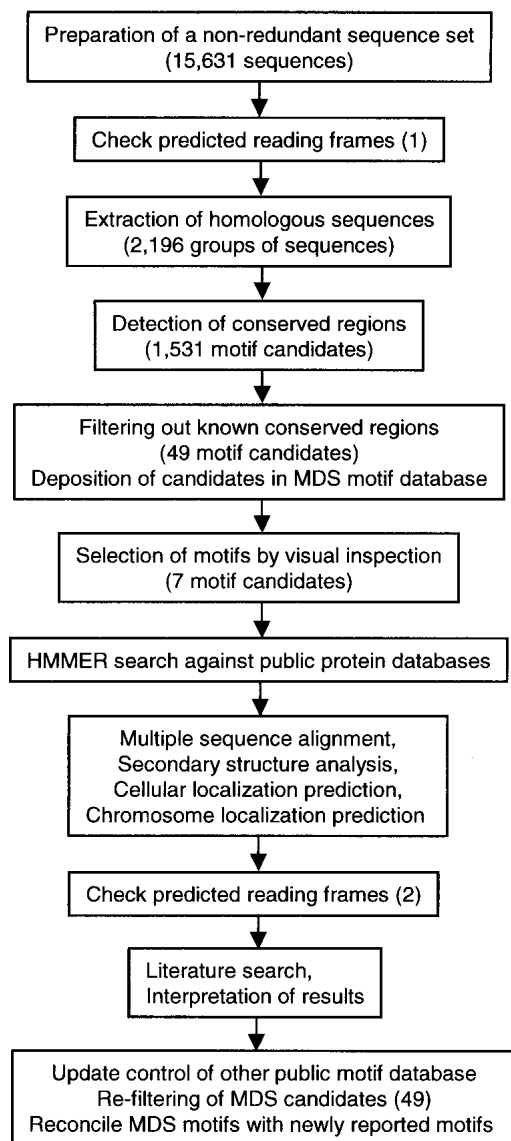 Preparation of a non-redundant sequence set
(15,631 sequences)
Check predicted reading frames (1)
Extraction of homologous sequences
(2,196 groups of sequences)
Detection of conserved regions
(1,531 motif candidates)
Filtering out known conserved regions
(49 motif candidates)
Deposition of candidates in MDS motif database
Selection of motifs by visual inspection
(7 motif candidates)
HMMER search against public protein databases
Multiple sequence alignment,
Secondary structure analysis,
Cellular localization prediction,
Chromosome localization prediction
Check predicted reading frames (2)
Literature search,
Interpretation of results
Update control of other public motif database
Re-filtering of MDS candidates (49)
Reconcile MDS motifs with newly reported motifs